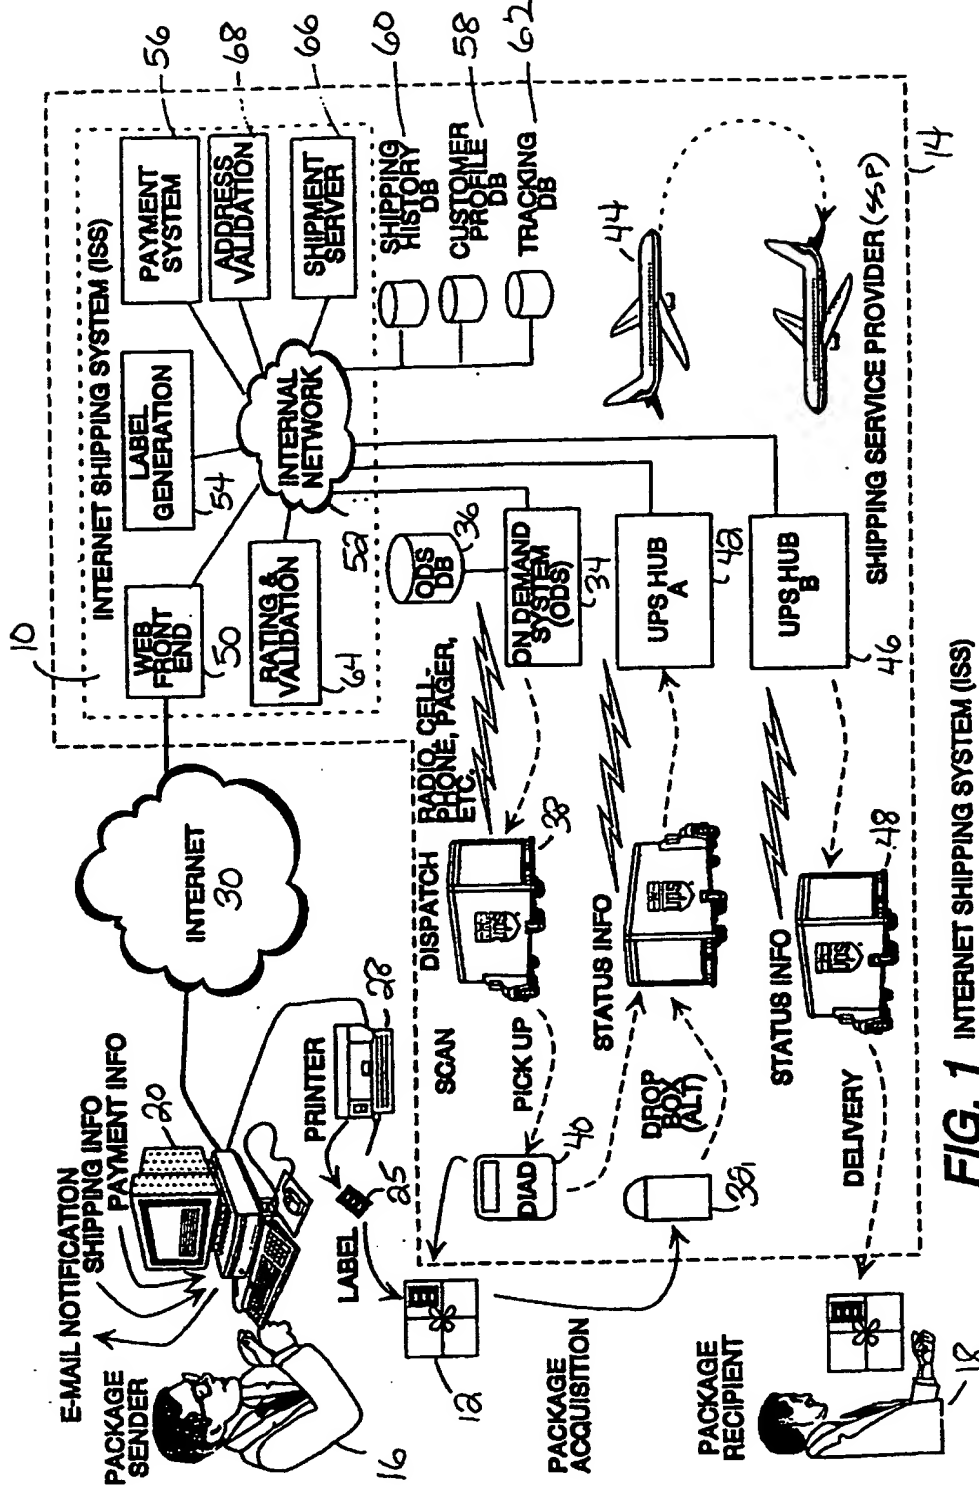 E-MAIL NOTIFICATION
SHIPPING INFO
PAYMENT INFO
PACKAGE
SENDER
16
20
PRINTER
28
LABEL
25
12
INTERNET
30
10
INTERNET SHIPPING SYSTEM (ISS)
WEB
FRONT
END
50
LABEL
GENERATION
54
PAYMENT
SYSTEM
56
ADDRESS
VALIDATION
68
SHIPMENT
SERVER
66
RATING &
VALIDATION
64
INTERNAL
NETWORK
52
SHIPPING
HISTORY
DB
60
CUSTOMER
PROFILE
DB
58
TRACKING
DB
62
PACKAGE
ACQUISITION
SCAN
DISPATCH
RADIO, CELL-
PHONE, PAGER,
ETC.
UPS
38
ODS
DB
36
ON DEMAND
SYSTEM
(ODS)
34
PICK UP
DIAD
40
DROP
BOX
(ALT)
38'
STATUS INFO
UPS
UPS HUB
A
42
44
PACKAGE
RECIPIENT
18
DELIVERY
STATUS INFO
UPS
48
UPS HUB
B
46
SHIPPING SERVICE PROVIDER (SSP)
14
FIG. 1 INTERNET SHIPPING SYSTEM (ISS)